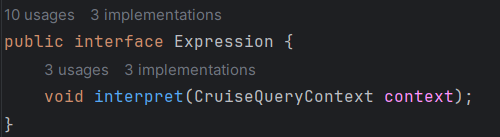 10 usages   3 implementations
public interface Expression {
3 usages   3 implementations
void interpret(CruiseQueryContext context);
}